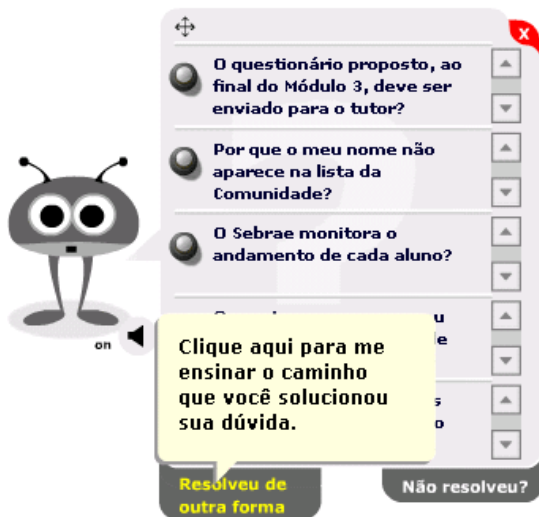 x
O questionário proposto, ao
final do Módulo 3, deve ser
enviado para o tutor?
Por que o meu nome não
aparece na lista da
Comunidade?
O Sebrae monitora o
andamento de cada aluno?
on
Clique aqui para me
ensinar o caminho
que você solucionou
sua dúvida.
Resolveu de
outra forma
Não resolveu?